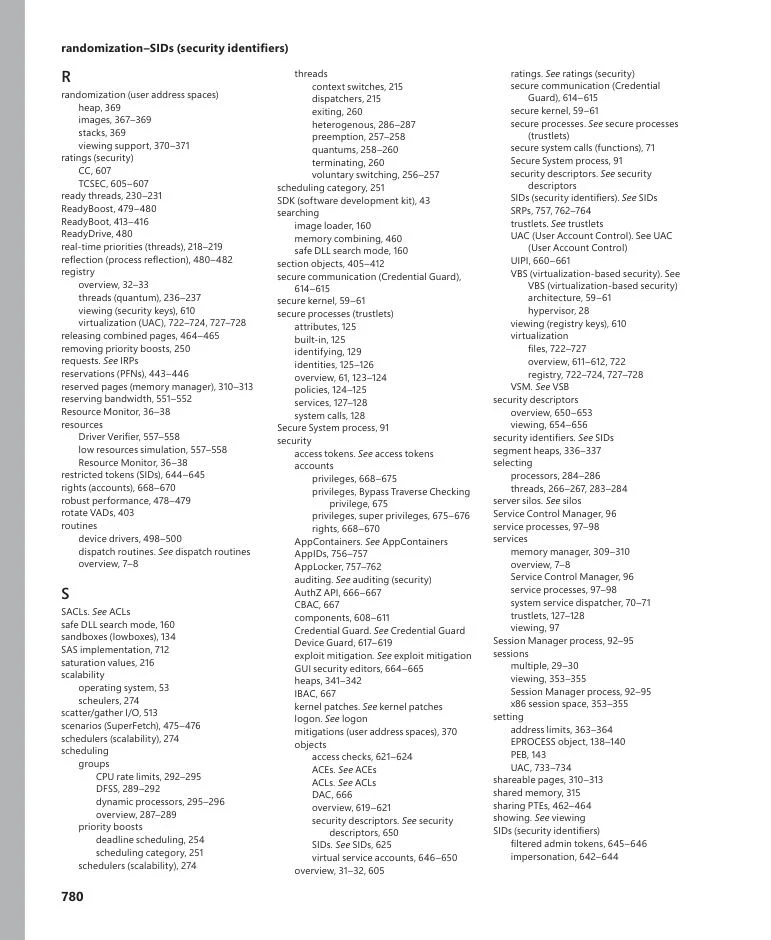 randomization–SIDs (security identifiers)
R
randomization (user address spaces)
heap, 369
images, 367–369
stacks, 369
viewing support, 370–371
ratings (security)
CC, 607
TCSEC, 605–607
ready threads, 230–231
ReadyBoost, 479–480
ReadyBoot, 413–416
ReadyDrive, 480
real-time priorities (threads), 218–219
reflection (process reflection), 480–482
registry
overview, 32–33
threads (quantum), 236–237
viewing (security keys), 610
virtualization (UAC), 722–724, 727–728
releasing combined pages, 464–465
removing priority boosts, 250
requests. See IRPs
reservations (PFNs), 443–446
reserved pages (memory manager), 310–313
reserving bandwidth, 551–552
Resource Monitor, 36–38
resources
Driver Verifier, 557–558
low resources simulation, 557–558
Resource Monitor, 36–38
restricted tokens (SIDs), 644–645
rights (accounts), 668–670
robust performance, 478–479
rotate VADs, 403
routines
device drivers, 498–500
dispatch routines. See dispatch routines
overview, 7–8
S
SACLs. See ACLs
safe DLL search mode, 160
sandboxes (lowboxes), 134
SAS implementation, 712
saturation values, 216
scalability
operating system, 53
scheulers, 274
scatter/gather I/O, 513
scenarios (SuperFetch), 475–476
schedulers (scalability), 274
scheduling
groups
CPU rate limits, 292–295
DFSS, 289–292
dynamic processors, 295–296
overview, 287–289
priority boosts
deadline scheduling, 254
scheduling category, 251
schedulers (scalability), 274
threads
context switches, 215
dispatchers, 215
exiting, 260
heterogenous, 286–287
preemption, 257–258
quantums, 258–260
terminating, 260
voluntary switching, 256–257
scheduling category, 251
SDK (software development kit), 43
searching
image loader, 160
memory combining, 460
safe DLL search mode, 160
section objects, 405–412
secure communication (Credential Guard),
614–615
secure kernel, 59–61
secure processes (trustlets)
attributes, 125
built-in, 125
identifying, 129
identities, 125–126
overview, 61, 123–124
policies, 124–125
services, 127–128
system calls, 128
Secure System process, 91
security
access tokens. See access tokens
accounts
privileges, 668–675
privileges, Bypass Traverse Checking
privilege, 675
privileges, super privileges, 675–676
rights, 668–670
AppContainers. See AppContainers
AppIDs, 756–757
AppLocker, 757–762
auditing. See auditing (security)
AuthZ API, 666–667
CBAC, 667
components, 608–611
Credential Guard. See Credential Guard
Device Guard, 617–619
exploit mitigation. See exploit mitigation
GUI security editors, 664–665
heaps, 341–342
IBAC, 667
kernel patches. See kernel patches
logon. See logon
mitigations (user address spaces), 370
objects
access checks, 621–624
ACEs. See ACEs
ACLs. See ACLs
DAC, 666
overview, 619–621
security descriptors. See security
descriptors, 650
SIDs. See SIDs, 625
virtual service accounts, 646–650
overview, 31–32, 605
ratings. See ratings (security)
secure communication (Credential
Guard), 614–615
secure kernel, 59–61
secure processes. See secure processes
(trustlets)
secure system calls (functions), 71
Secure System process, 91
security descriptors. See security
descriptors
SIDs (security identifiers). See SIDs
SRPs, 757, 762–764
trustlets. See trustlets
UAC (User Account Control). See UAC
(User Account Control)
UIPI, 660–661
VBS (virtualization-based security). See
VBS (virtualization-based security)
architecture, 59–61
hypervisor, 28
viewing (registry keys), 610
virtualization
files, 722–727
overview, 611–612, 722
registry, 722–724, 727–728
VSM. See VSB
security descriptors
overview, 650–653
viewing, 654–656
security identifiers. See SIDs
segment heaps, 336–337
selecting
processors, 284–286
threads, 266–267, 283–284
server silos. See silos
Service Control Manager, 96
service processes, 97–98
services
memory manager, 309–310
overview, 7–8
Service Control Manager, 96
service processes, 97–98
system service dispatcher, 70–71
trustlets, 127–128
viewing, 97
Session Manager process, 92–95
sessions
multiple, 29–30
viewing, 353–355
Session Manager process, 92–95
x86 session space, 353–355
setting
address limits, 363–364
EPROCESS object, 138–140
PEB, 143
UAC, 733–734
shareable pages, 310–313
shared memory, 315
sharing PTEs, 462–464
showing. See viewing
SIDs (security identifiers)
filtered admin tokens, 645–646
impersonation, 642–644
780